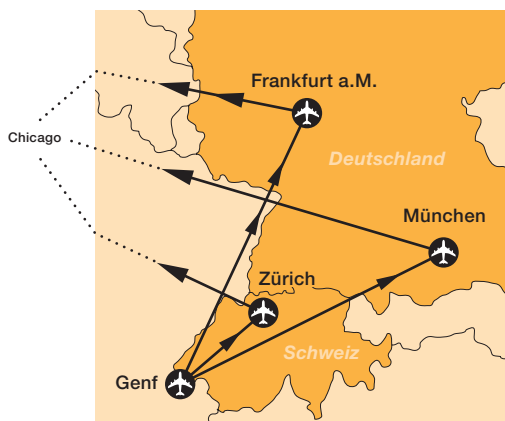 Frankfurt a.M.
Chicago
Deutschland
München
Zürich
Schweiz
Genf